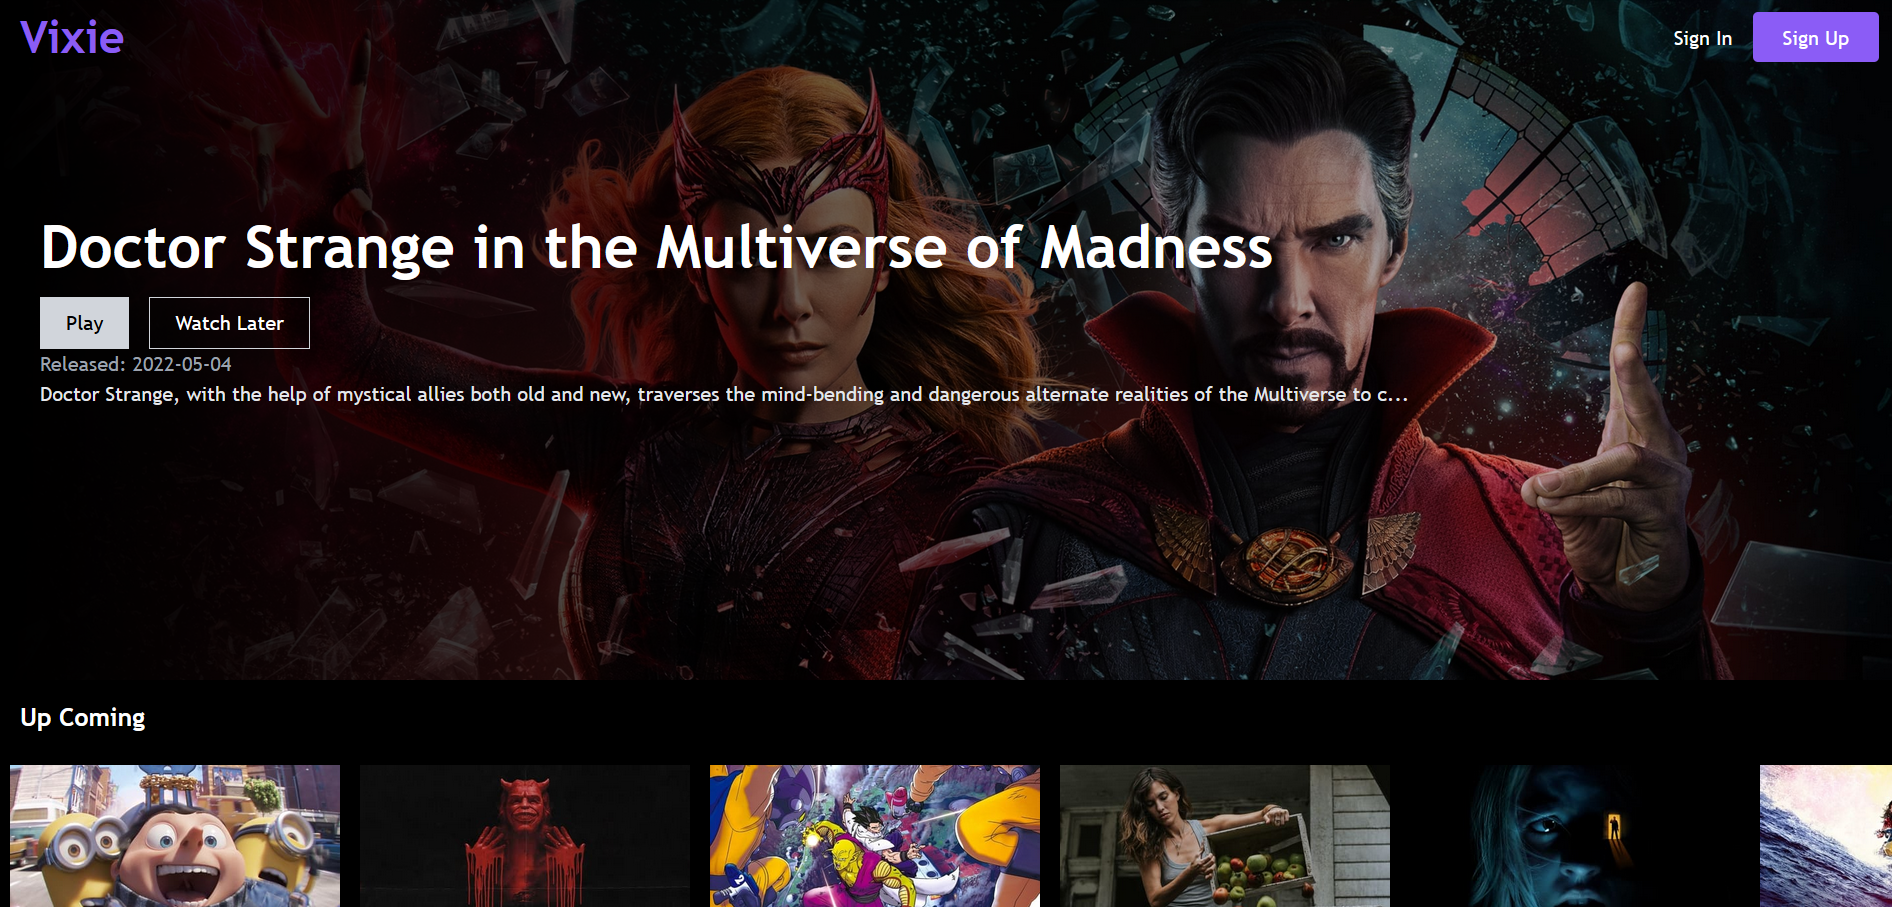 Vixie
Sign In
Sign Up
Doctor Strange in the Multiverse of Madness
Play
Watch Later
Released: 2022-05-04
Doctor Strange, with the help of mystical allies both old and new, traverses the mind-bending and dangerous alternate realities of the Multiverse to c...
Up Coming